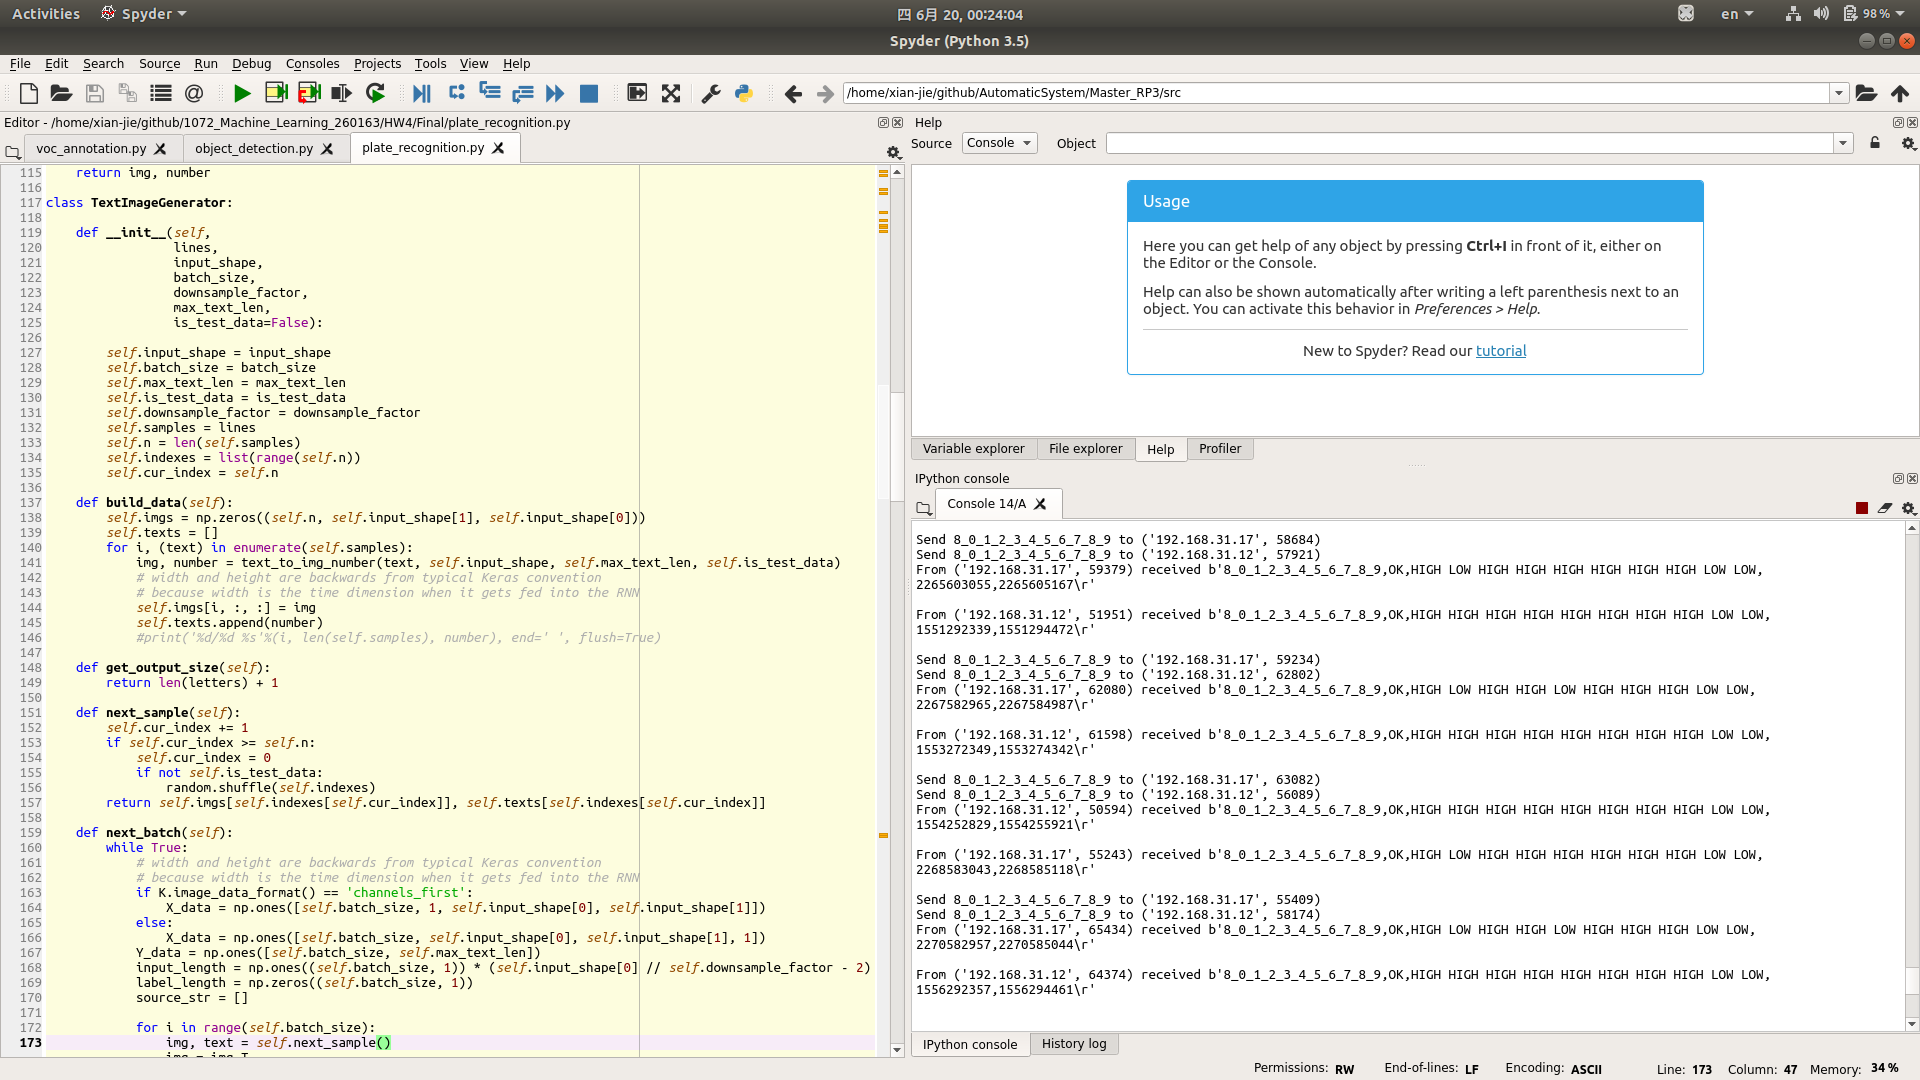 Activities Spyder 四 6月 20, 00:24:04 en 98 %
Spyder (Python 3.5)
File Edit Search Source Run Debug Consoles Projects Tools View Help
/home/xian-jie/github/AutomaticSystem/Master_RP3/src
Editor - /home/xian-jie/github/1072_Machine_Learning_260163/HW4/Final/plate_recognition.py
voc_annotation.py object_detection.py plate_recognition.py
115     return img, number
116
117 class TextImageGenerator:
118
119     def __init__(self,
120                  lines,
121                  input_shape,
122                  batch_size,
123                  downsample_factor,
124                  max_text_len,
125                  is_test_data=False):
126
127         self.input_shape = input_shape
128         self.batch_size = batch_size
129         self.max_text_len = max_text_len
130         self.is_test_data = is_test_data
131         self.downsample_factor = downsample_factor
132         self.samples = lines
133         self.n = len(self.samples)
134         self.indexes = list(range(self.n))
135         self.cur_index = self.n
136
137     def build_data(self):
138         self.imgs = np.zeros((self.n, self.input_shape[1], self.input_shape[0]))
139         self.texts = []
140         for i, (text) in enumerate(self.samples):
141             img, number = text_to_img_number(text, self.input_shape, self.max_text_len, self.is_test_data)
142             # width and height are backwards from typical Keras convention
143             # because width is the time dimension when it gets fed into the RNN
144             self.imgs[i, :, :] = img
145             self.texts.append(number)
146             #print('%d/%d %s'%(i, len(self.samples), number), end=' ', flush=True)
147
148     def get_output_size(self):
149         return len(letters) + 1
150
151     def next_sample(self):
152         self.cur_index += 1
153         if self.cur_index >= self.n:
154             self.cur_index = 0
155             if not self.is_test_data:
156                 random.shuffle(self.indexes)
157         return self.imgs[self.indexes[self.cur_index]], self.texts[self.indexes[self.cur_index]]
158
159     def next_batch(self):
160         while True:
161             # width and height are backwards from typical Keras convention
162             # because width is the time dimension when it gets fed into the RNN
163             if K.image_data_format() == 'channels_first':
164                 X_data = np.ones([self.batch_size, 1, self.input_shape[0], self.input_shape[1]])
165             else:
166                 X_data = np.ones([self.batch_size, self.input_shape[0], self.input_shape[1], 1])
167             Y_data = np.ones([self.batch_size, self.max_text_len])
168             input_length = np.ones((self.batch_size, 1)) * (self.input_shape[0] // self.downsample_factor - 2)
169             label_length = np.zeros((self.batch_size, 1))
170             source_str = []
171
172             for i in range(self.batch_size):
173                 img, text = self.next_sample()
Help
Source Console Object
Usage
Here you can get help of any object by pressing Ctrl+I in front of it, either on
the Editor or the Console.
Help can also be shown automatically after writing a left parenthesis next to an
object. You can activate this behavior in Preferences > Help.
New to Spyder? Read our tutorial
Variable explorer File explorer Help Profiler
IPython console
Console 14/A
Send 8_0_1_2_3_4_5_6_7_8_9 to ('192.168.31.17', 58684)
Send 8_0_1_2_3_4_5_6_7_8_9 to ('192.168.31.12', 57921)
From ('192.168.31.17', 59379) received b'8_0_1_2_3_4_5_6_7_8_9,OK,HIGH LOW HIGH HIGH HIGH HIGH HIGH HIGH LOW LOW,
2265603055,2265605167\r'
From ('192.168.31.12', 51951) received b'8_0_1_2_3_4_5_6_7_8_9,OK,HIGH HIGH HIGH HIGH HIGH HIGH HIGH HIGH LOW LOW,
1551292339,1551294472\r'
Send 8_0_1_2_3_4_5_6_7_8_9 to ('192.168.31.17', 59234)
Send 8_0_1_2_3_4_5_6_7_8_9 to ('192.168.31.12', 62802)
From ('192.168.31.17', 62080) received b'8_0_1_2_3_4_5_6_7_8_9,OK,HIGH LOW HIGH HIGH LOW HIGH HIGH HIGH LOW LOW,
2267582965,2267584987\r'
From ('192.168.31.12', 61598) received b'8_0_1_2_3_4_5_6_7_8_9,OK,HIGH HIGH HIGH HIGH HIGH HIGH HIGH HIGH LOW LOW,
1553272349,1553274342\r'
Send 8_0_1_2_3_4_5_6_7_8_9 to ('192.168.31.17', 63082)
Send 8_0_1_2_3_4_5_6_7_8_9 to ('192.168.31.12', 56089)
From ('192.168.31.12', 50594) received b'8_0_1_2_3_4_5_6_7_8_9,OK,HIGH HIGH HIGH HIGH HIGH HIGH HIGH HIGH LOW LOW,
1554252829,1554255921\r'
From ('192.168.31.17', 55243) received b'8_0_1_2_3_4_5_6_7_8_9,OK,HIGH LOW HIGH HIGH HIGH HIGH HIGH HIGH LOW LOW,
2268583043,2268585118\r'
Send 8_0_1_2_3_4_5_6_7_8_9 to ('192.168.31.17', 55409)
Send 8_0_1_2_3_4_5_6_7_8_9 to ('192.168.31.12', 58174)
From ('192.168.31.17', 65434) received b'8_0_1_2_3_4_5_6_7_8_9,OK,HIGH LOW HIGH HIGH LOW HIGH HIGH HIGH LOW LOW,
2270582957,2270585044\r'
From ('192.168.31.12', 64374) received b'8_0_1_2_3_4_5_6_7_8_9,OK,HIGH HIGH HIGH HIGH HIGH HIGH HIGH HIGH LOW LOW,
1556292357,1556294461\r'
IPython console History log
Permissions: RW End-of-lines: LF Encoding: ASCII Line: 173 Column: 47 Memory: 34 %